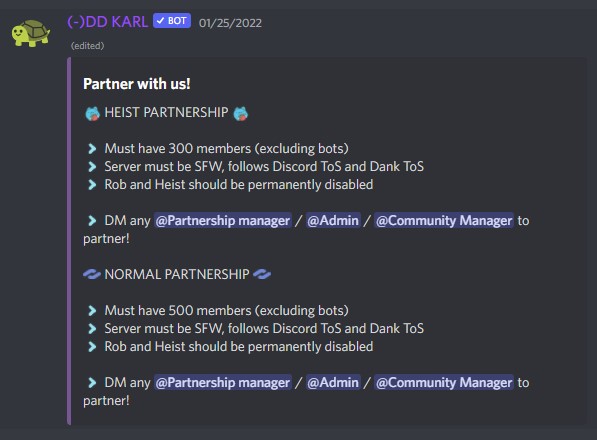 (-)DD KARL ✓ BOT 01/25/2022
(edited)
Partner with us!
HEIST PARTNERSHIP
Must have 300 members (excluding bots)
Server must be SFW, follows Discord ToS and Dank ToS
Rob and Heist should be permanently disabled
DM any @Partnership manager / @Admin / @Community Manager to
partner!
NORMAL PARTNERSHIP
Must have 500 members (excluding bots)
Server must be SFW, follows Discord ToS and Dank ToS
Rob and Heist should be permanently disabled
DM any @Partnership manager / @Admin / @Community Manager to
partner!